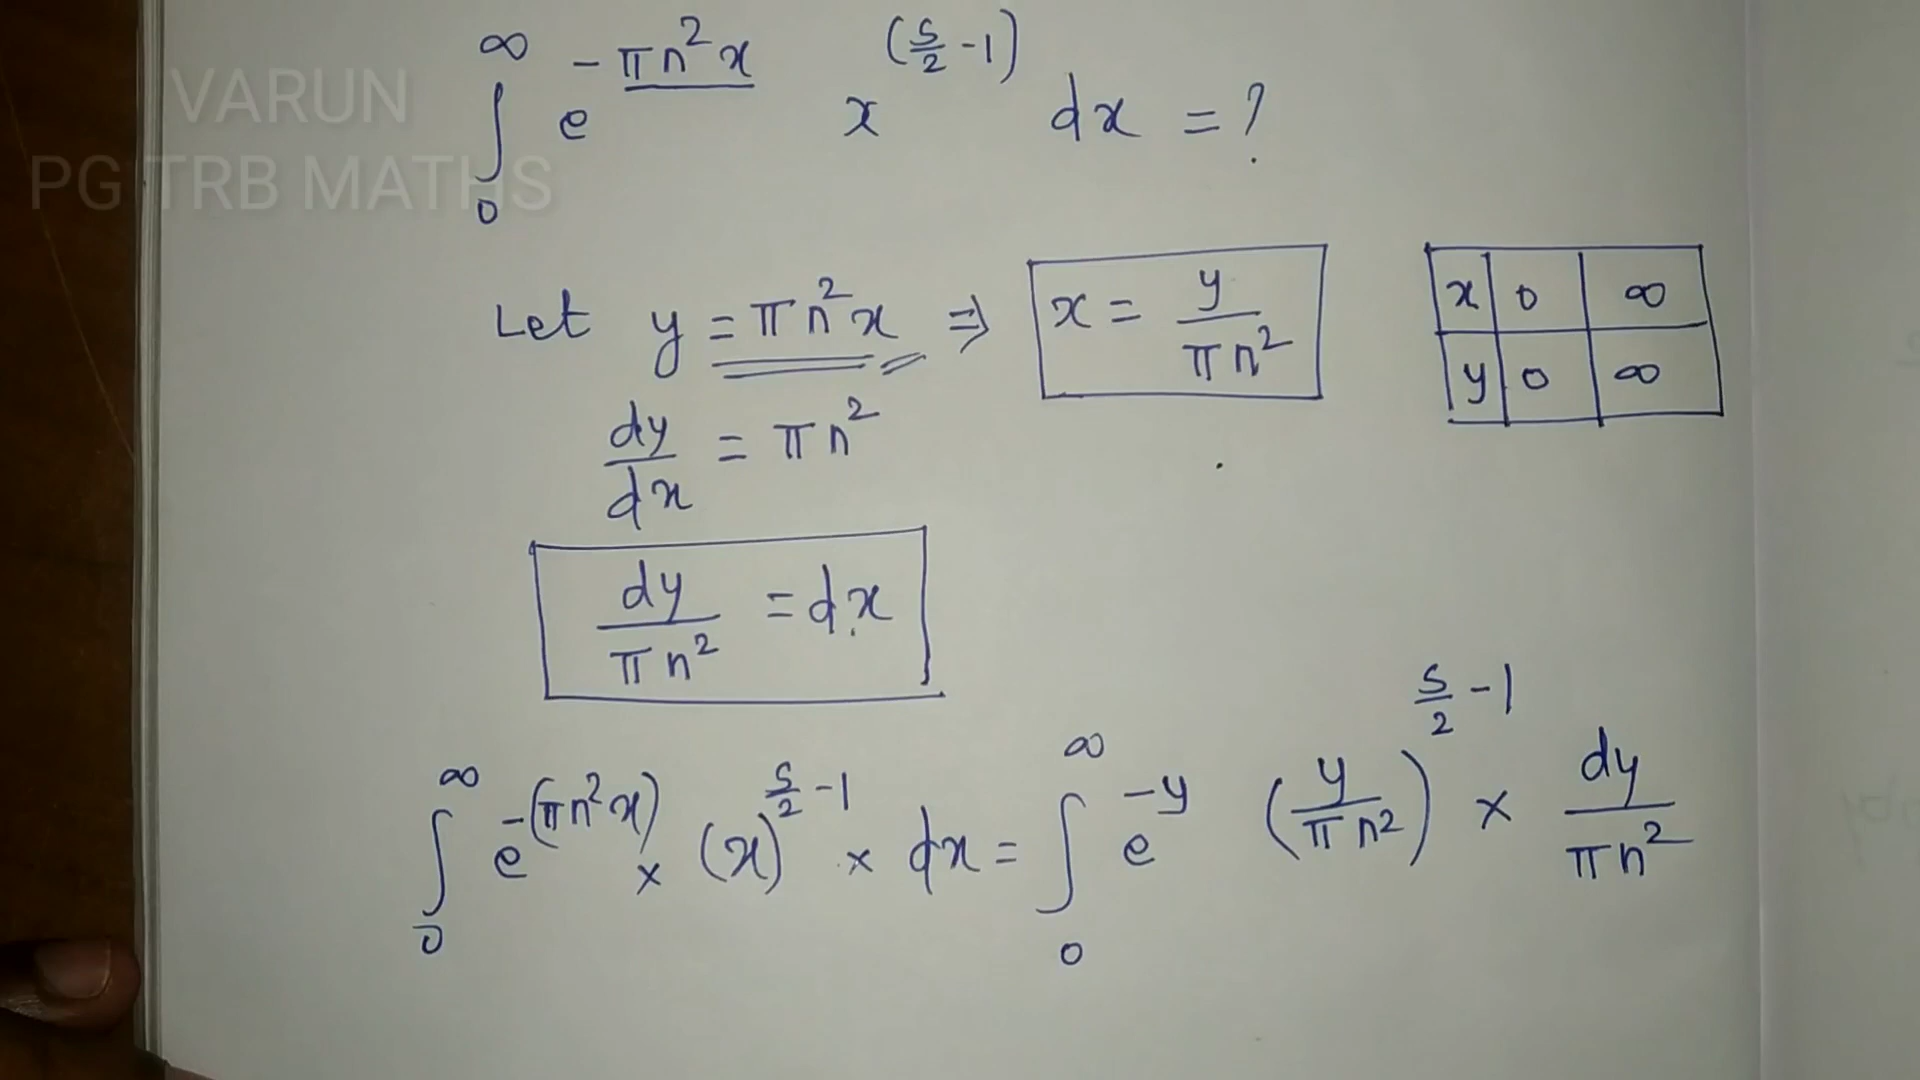 VARUN
PG TRB MATHS
∫₀^∞ e^(-πn²x) x^(s/2 -1) dx = ?
Let y = πn²x ⇒ x = y/πn²
x 0 ∞
y 0 ∞
dy/dx = πn²
dy/πn² = dx
∫₀^∞ e^-(πn²x) × (x)^(s/2 -1) × dx = ∫₀^∞ e^-y (y/πn²)^(s/2 -1) × dy/πn²